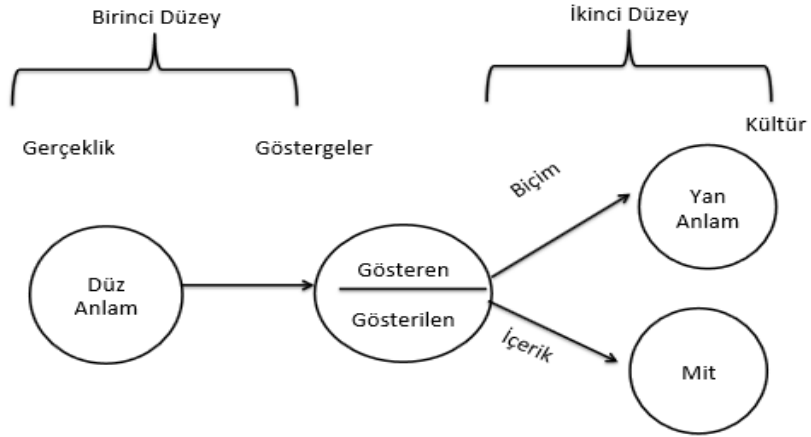 Birinci Düzey
İkinci Düzey
Gerçeklik
Göstergeler
Kültür
Biçim
Yan
Anlam
Düz
Anlam
Gösteren
Gösterilen
İçerik
Mit